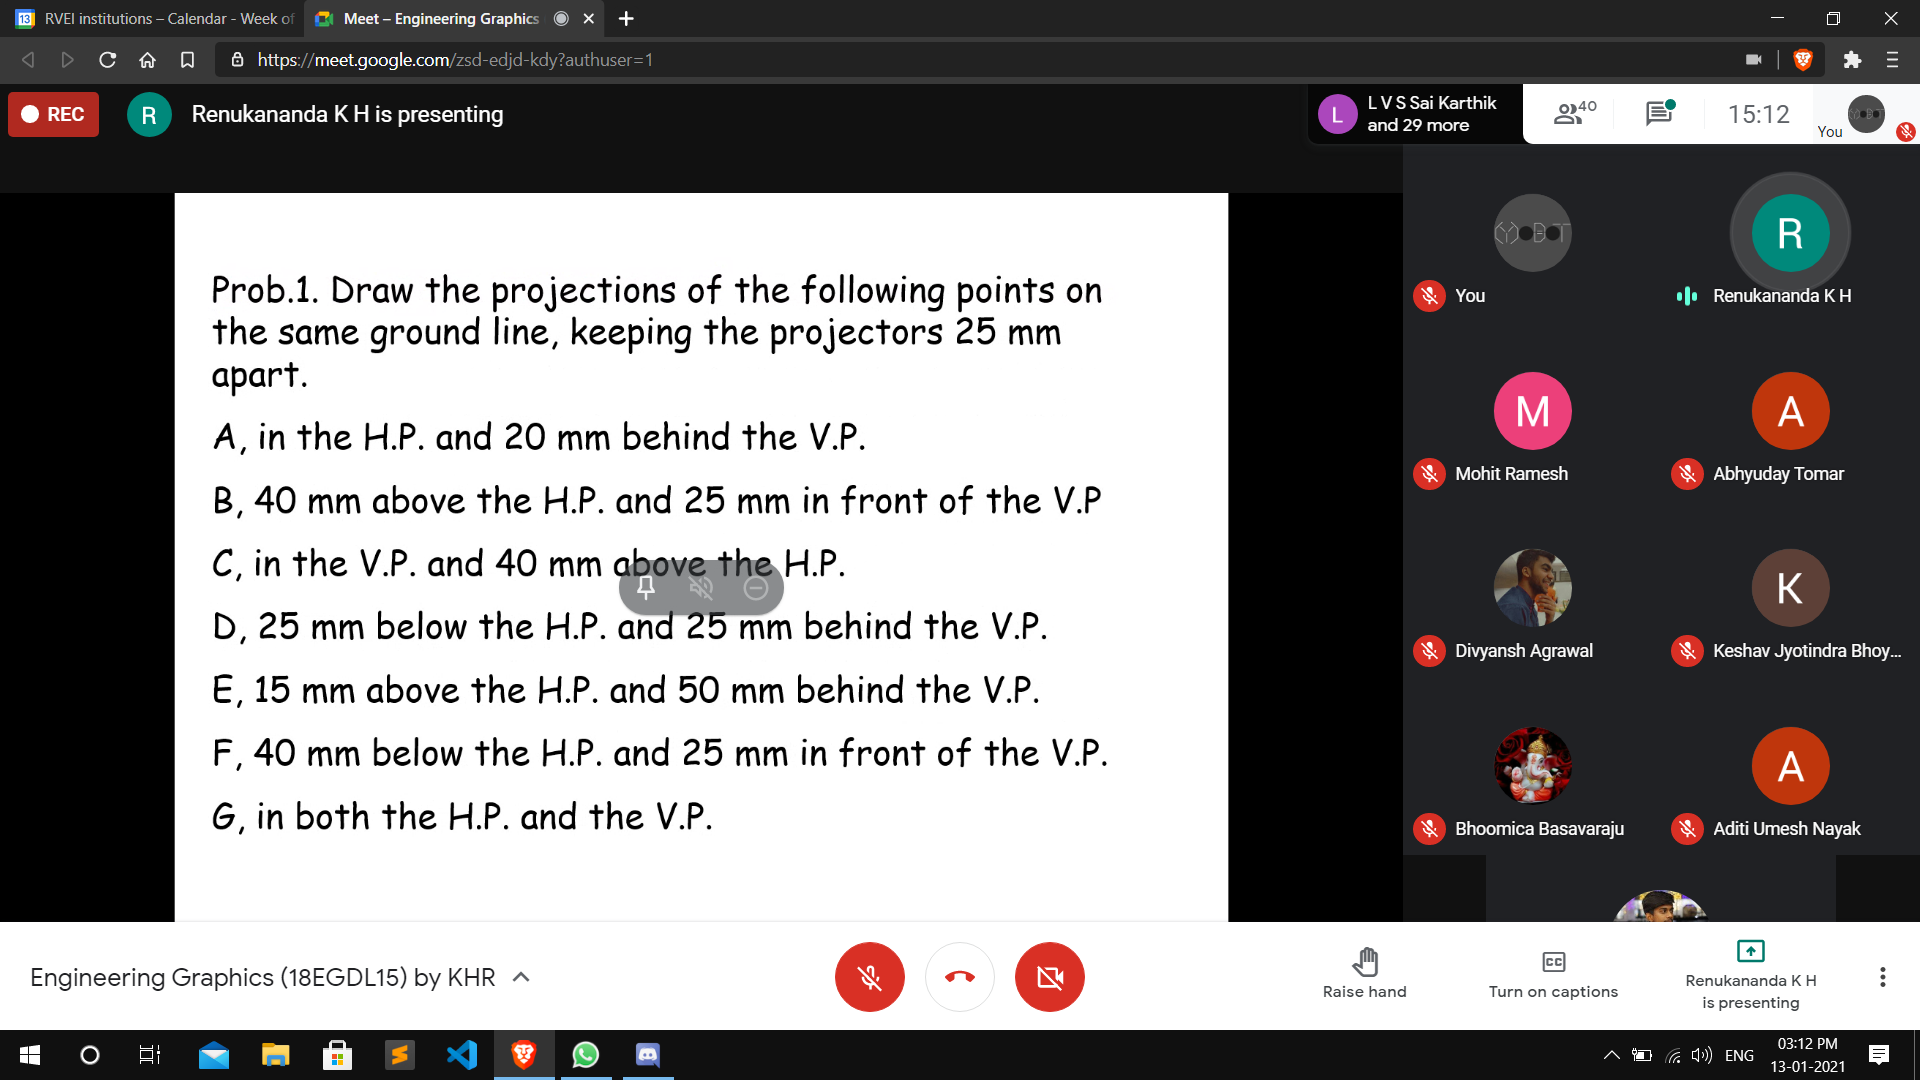 13
RVEI institutions – Calendar - Week of
Meet – Engineering Graphics
https://meet.google.com/zsd-edjd-kdy?authuser=1
REC
R
Renukananda K H is presenting
L
L V S Sai Karthik
and 29 more
40
15:12
You
Prob.1. Draw the projections of the following points on
the same ground line, keeping the projectors 25 mm
apart.
A, in the H.P. and 20 mm behind the V.P.
B, 40 mm above the H.P. and 25 mm in front of the V.P
C, in the V.P. and 40 mm above the H.P.
D, 25 mm below the H.P. and 25 mm behind the V.P.
E, 15 mm above the H.P. and 50 mm behind the V.P.
F, 40 mm below the H.P. and 25 mm in front of the V.P.
G, in both the H.P. and the V.P.
R
You
Renukananda K H
M
A
Mohit Ramesh
Abhyuday Tomar
K
Divyansh Agrawal
Keshav Jyotindra Bhoy...
A
Bhoomica Basavaraju
Aditi Umesh Nayak
Engineering Graphics (18EGDL15) by KHR
Raise hand
CC
Turn on captions
Renukananda K H
is presenting
ENG
03:12 PM
13-01-2021